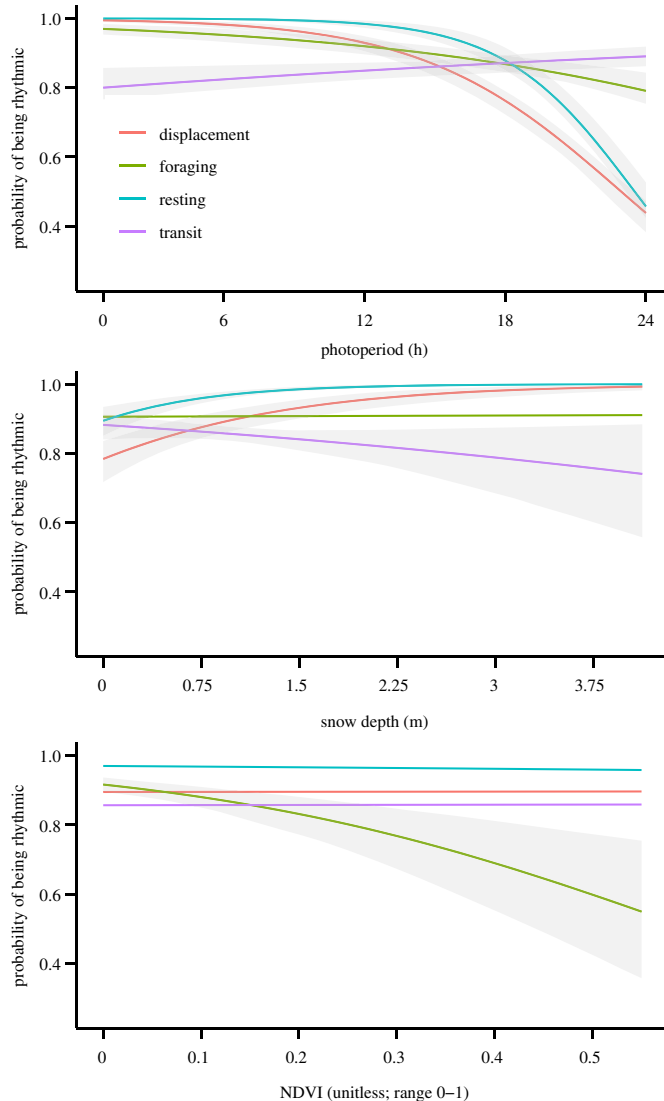 probability of being rhythmic
1.0
0.8
0.6
0.4
displacement
foraging
resting
transit
0 6 12 18 24
photoperiod (h)
probability of being rhythmic
1.0
0.8
0.6
0.4
0 0.75 1.5 2.25 3 3.75
snow depth (m)
probability of being rhythmic
1.0
0.8
0.6
0.4
0 0.1 0.2 0.3 0.4 0.5
NDVI (unitless; range 0–1)